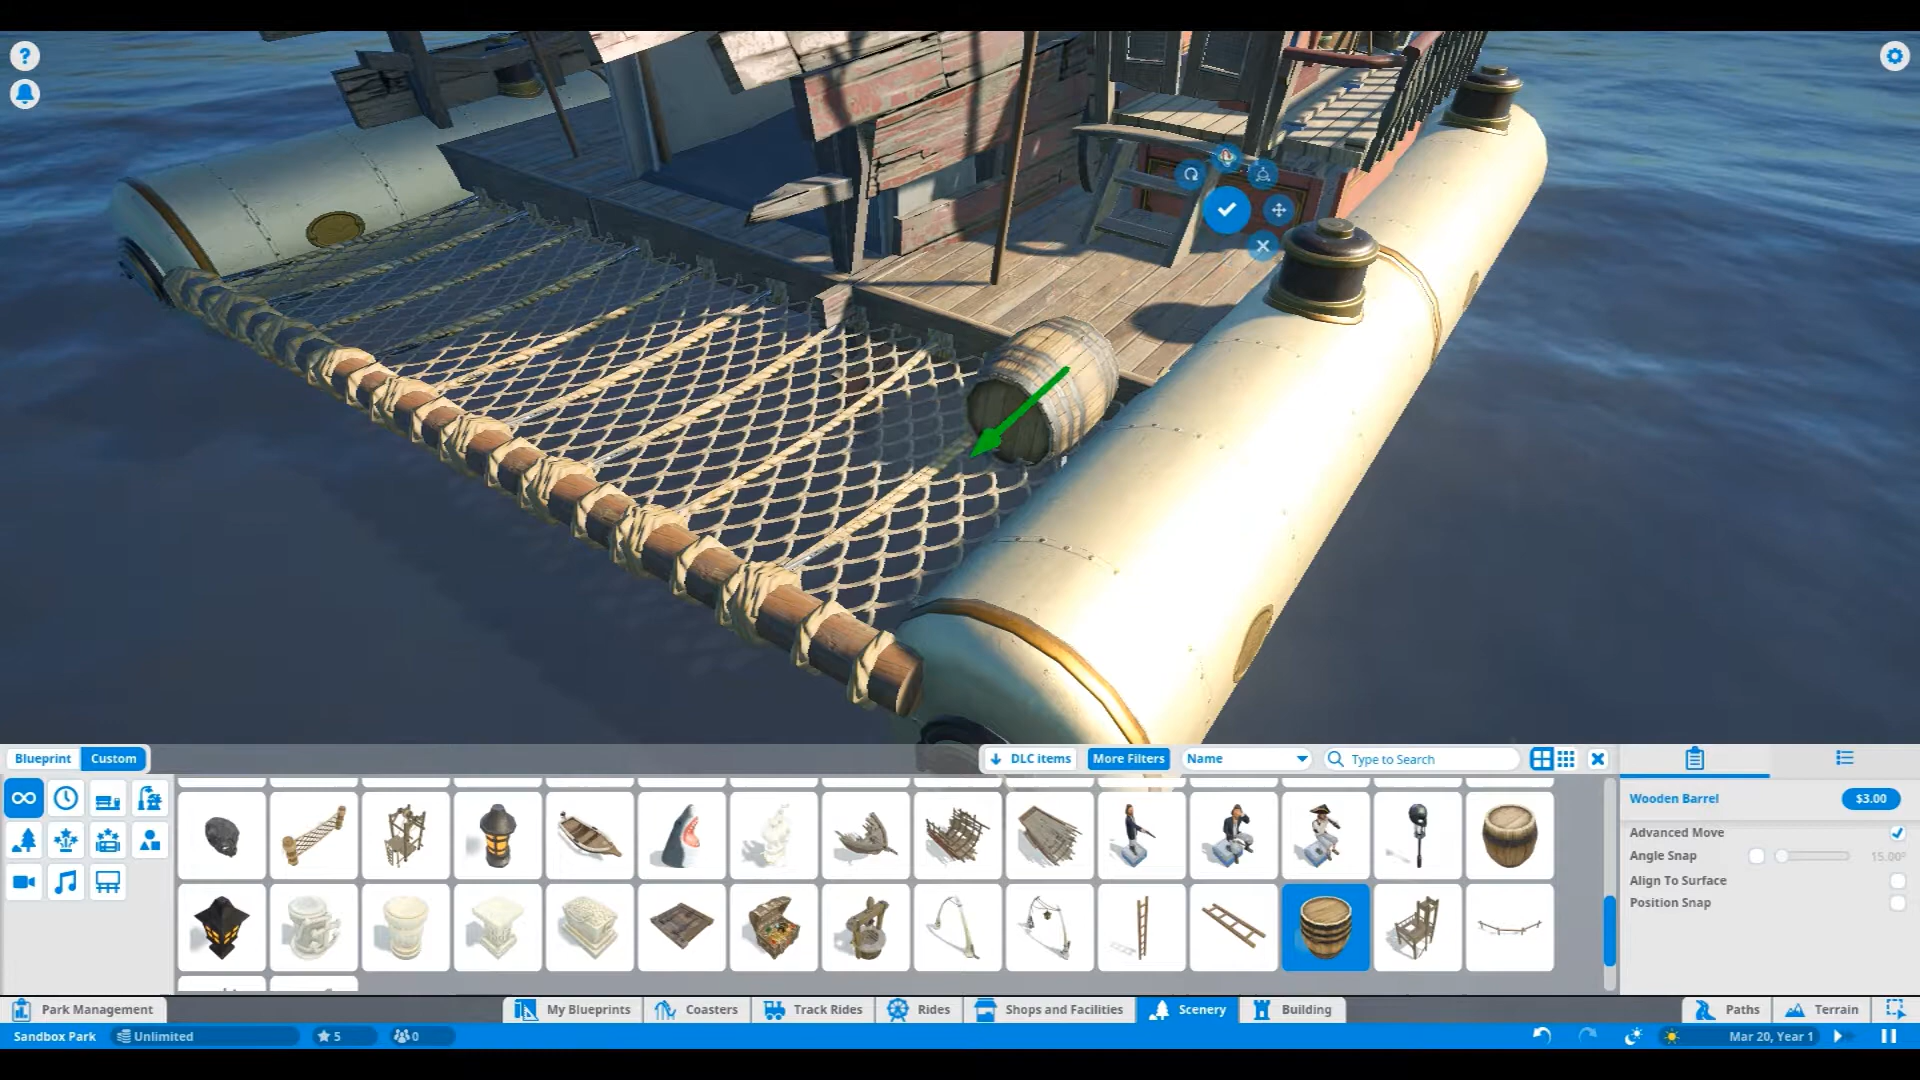 ?
Blueprint
Custom
DLC items
More Filters
Name
Type to Search
Wooden Barrel
$3.00
Advanced Move
Angle Snap
15.00°
Align To Surface
Position Snap
Park Management
My Blueprints
Coasters
Track Rides
Rides
Shops and Facilities
Scenery
Building
Paths
Terrain
Sandbox Park
Unlimited
5
0
Mar 20, Year 1